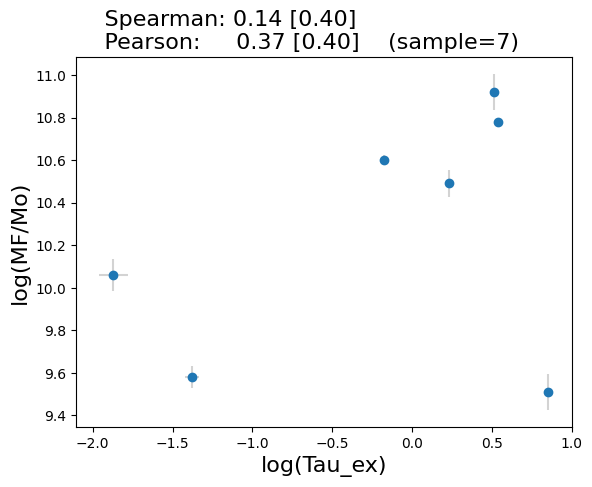 Spearman: 0.14 [0.40]
Pearson: 0.37 [0.40] (sample=7)
log(MF/Mo)
11.0
10.8
10.6
10.4
10.2
10.0
9.8
9.6
9.4
−2.0 −1.5 −1.0 −0.5 0.0 0.5 1.0
log(Tau_ex)